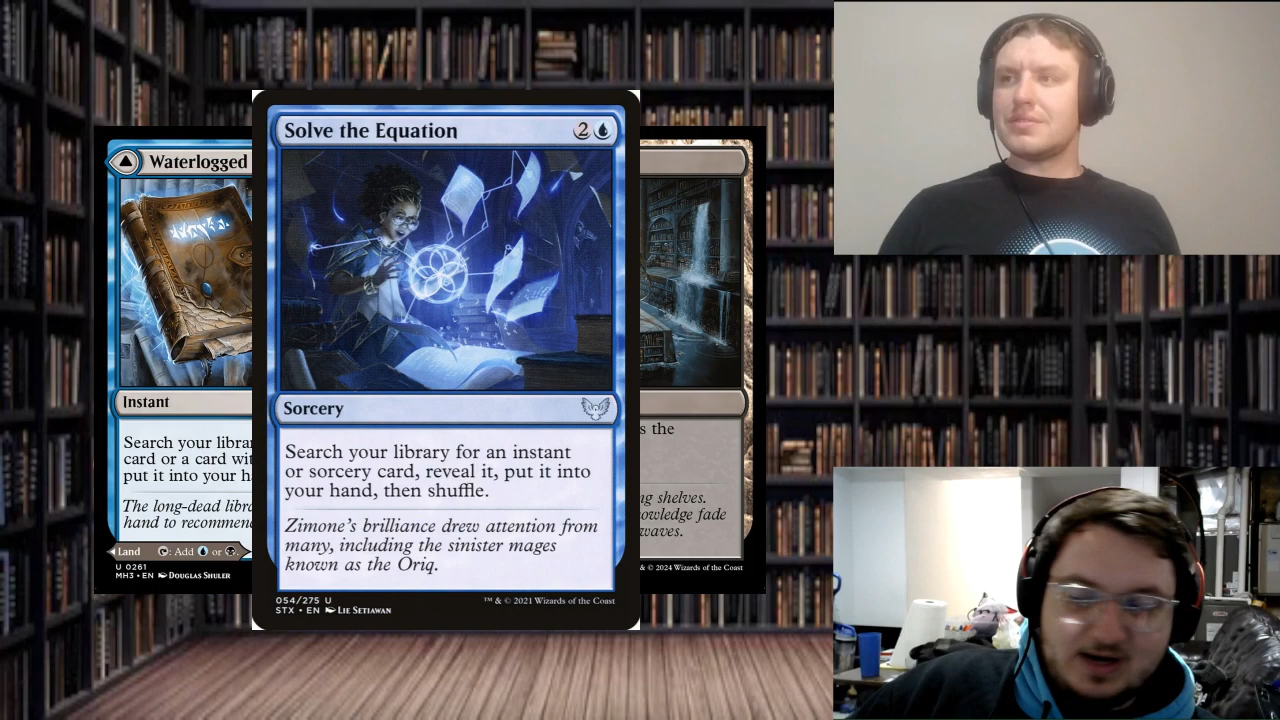 Waterlogged
Instant
Search your librar
card or a card wit
put it into your h
The long-dead libra
hand to recommend
Land : Add or
U 0261
MH3 • EN Douglas Shuler
Solve the Equation
2
Sorcery
Search your library for an instant
or sorcery card, reveal it, put it into
your hand, then shuffle.
Zimone's brilliance drew attention from
many, including the sinister mages
known as the Oriq.
054/275 U
STX • EN Lie Setiawan
™ & © 2021 Wizards of the Coast
s the
ng shelves.
owledge fade
waves.
& © 2024 Wizards of the Coast